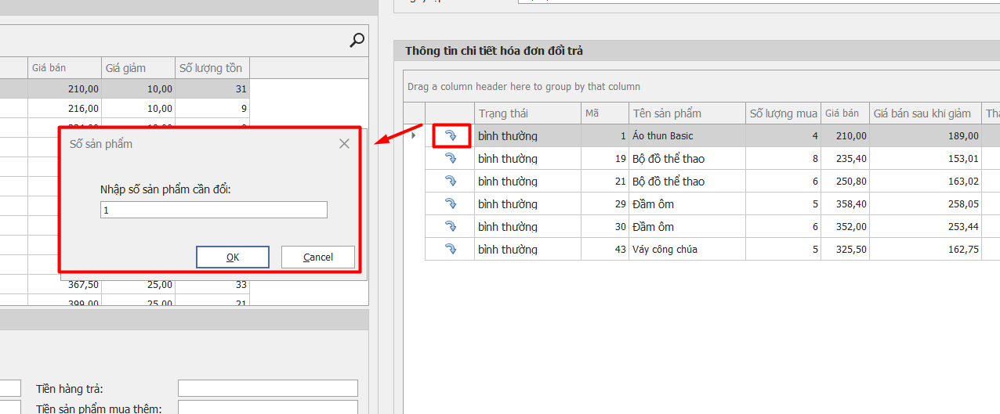 Giá bán Giá giảm Số lượng tồn
210,00 10,00 31
216,00 10,00 9
Số sản phẩm
Nhập số sản phẩm cần đổi:
1
OK Cancel
367,50 25,00 33
399,00 25,00 21
Tiền hàng trả:
Tiền sản phẩm mua thêm:
Thông tin chi tiết hóa đơn đổi trả
Drag a column header here to group by that column
Trạng thái Mã Tên sản phẩm Số lượng mua Giá bán Giá bán sau khi giảm
bình thường 1 Áo thun Basic 4 210,00 189,00
bình thường 19 Bộ đồ thể thao 8 235,40 153,01
bình thường 21 Bộ đồ thể thao 6 250,80 163,02
bình thường 29 Đầm ôm 5 358,40 258,05
bình thường 30 Đầm ôm 6 352,00 253,44
bình thường 43 Váy công chúa 5 325,50 162,75